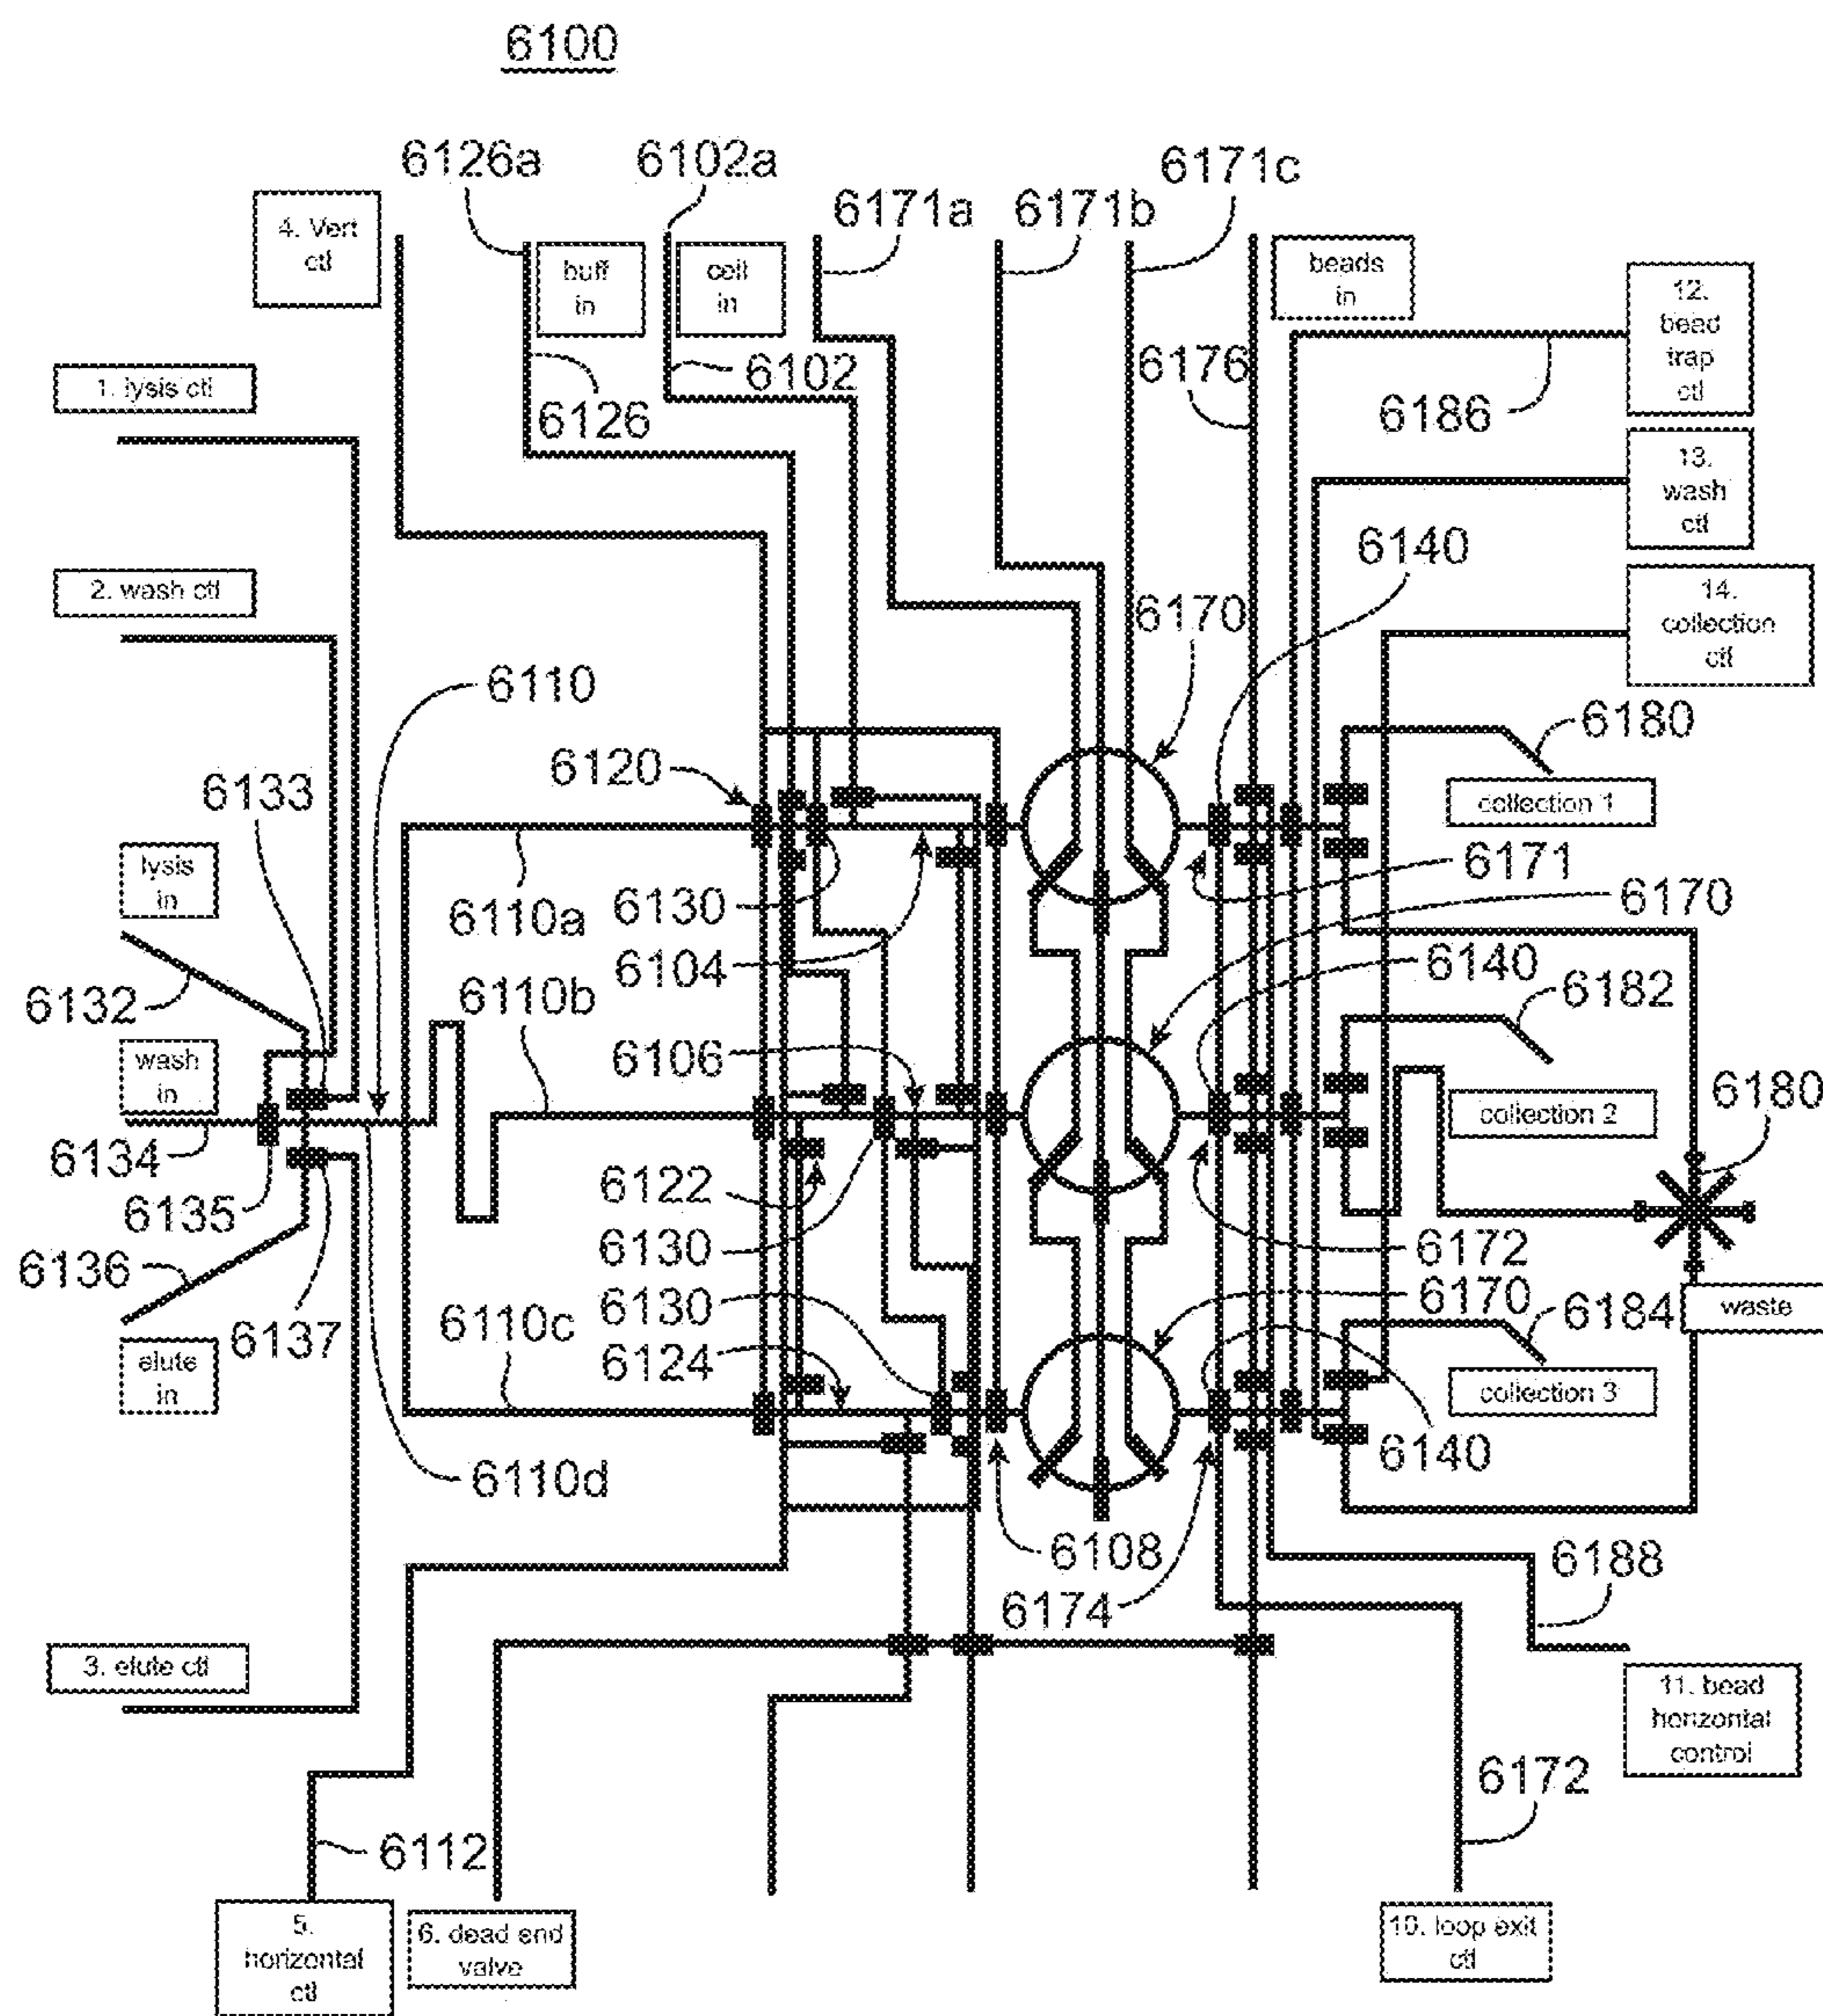 6100
6126a
6102a
6171a
6171b
6171c
4. Vert
ctl
buff
in
cell
in
beads
in
12.
bead
trap
ctl
6176
6186
1. lysis ctl
6102
6126
13.
wash
ctl
6140
14.
collection
ctl
2. wash ctl
6170
6110
6180
6120
6133
collection 1
lysis
in
6171
6110a
6130
6170
6104
6140
6132
6110b
6182
wash
in
6106
6180
collection 2
6134
6122
6135
6130
6172
6136
6130
6170
waste
6137
6110c
6184
elute
in
6124
collection 3
6140
6110d
6108
6188
6174
3. elute ctl
11. bead
horizontal
control
6172
6112
5.
horizontal
ctl
6. dead end
valve
10. loop exit
ctl